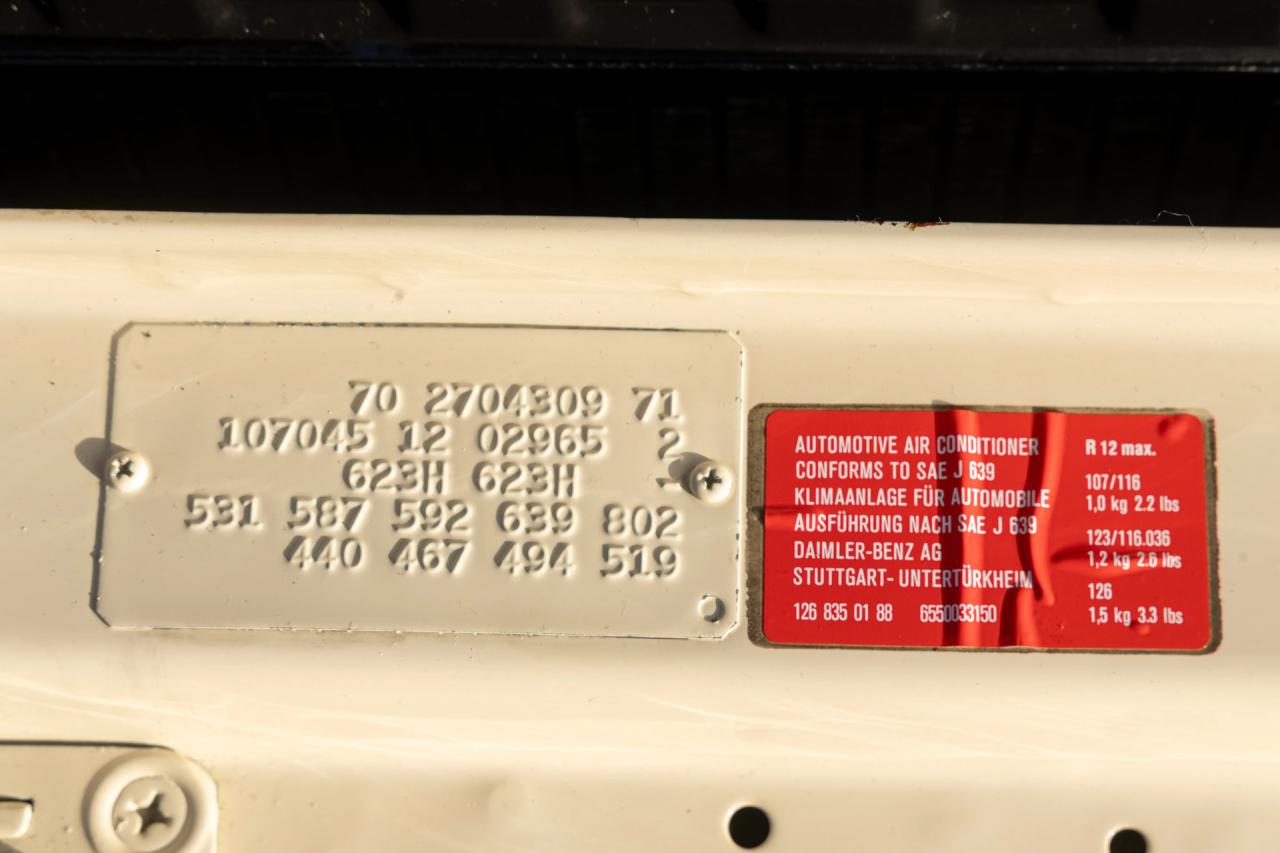 70 2704309 71
107045 12 02965 2
623H 623H 1
531 587 592 639 802
440 467 494 519
AUTOMOTIVE AIR CONDITIONER
CONFORMS TO SAE J 639
KLIMAANLAGE FÜR AUTOMOBILE
AUSFÜHRUNG NACH SAE J 639
DAIMLER-BENZ AG
STUTTGART- UNTERTÜRKHEIM
126 835 01 88 6550033150
R 12 max.
107/116
1,0 kg 2.2 lbs
123/116.036
1,2 kg 2.6 lbs
126
1,5 kg 3.3 lbs